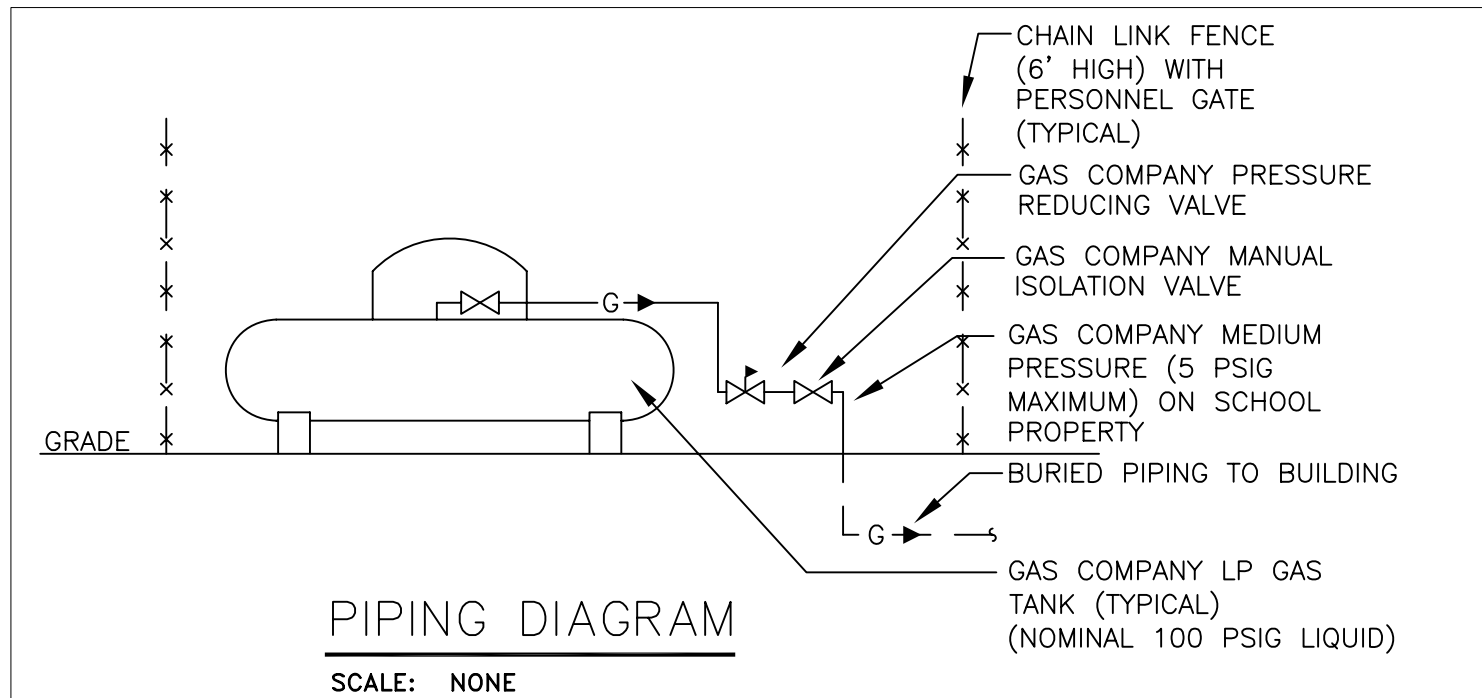 CHAIN LINK FENCE
(6' HIGH) WITH
PERSONNEL GATE
(TYPICAL)
GAS COMPANY PRESSURE
REDUCING VALVE
GAS COMPANY MANUAL
ISOLATION VALVE
G
GAS COMPANY MEDIUM
PRESSURE (5 PSIG
MAXIMUM) ON SCHOOL
PROPERTY
GRADE
BURIED PIPING TO BUILDING
G
GAS COMPANY LP GAS
TANK (TYPICAL)
(NOMINAL 100 PSIG LIQUID)
PIPING DIAGRAM
SCALE: NONE